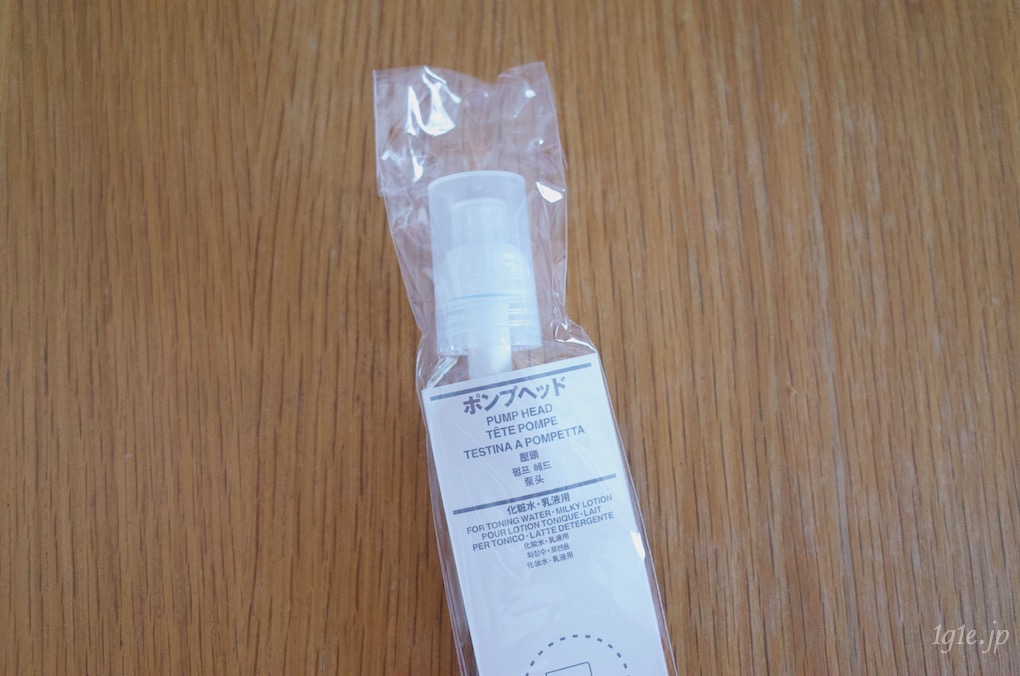 ポンプヘッド
PUMP HEAD
TÊTE POMPE
TESTINA A POMPETTA
壓頭
펌프 헤드
泵头
化粧水・乳液用
FOR TONING WATER・MILKY LOTION
POUR LOTION TONIQUE・LAIT
PER TONICO・LATTE DETERGENTE
化妝水・乳液用
화장수・로션용
化妆水・乳液用
1g1e.jp